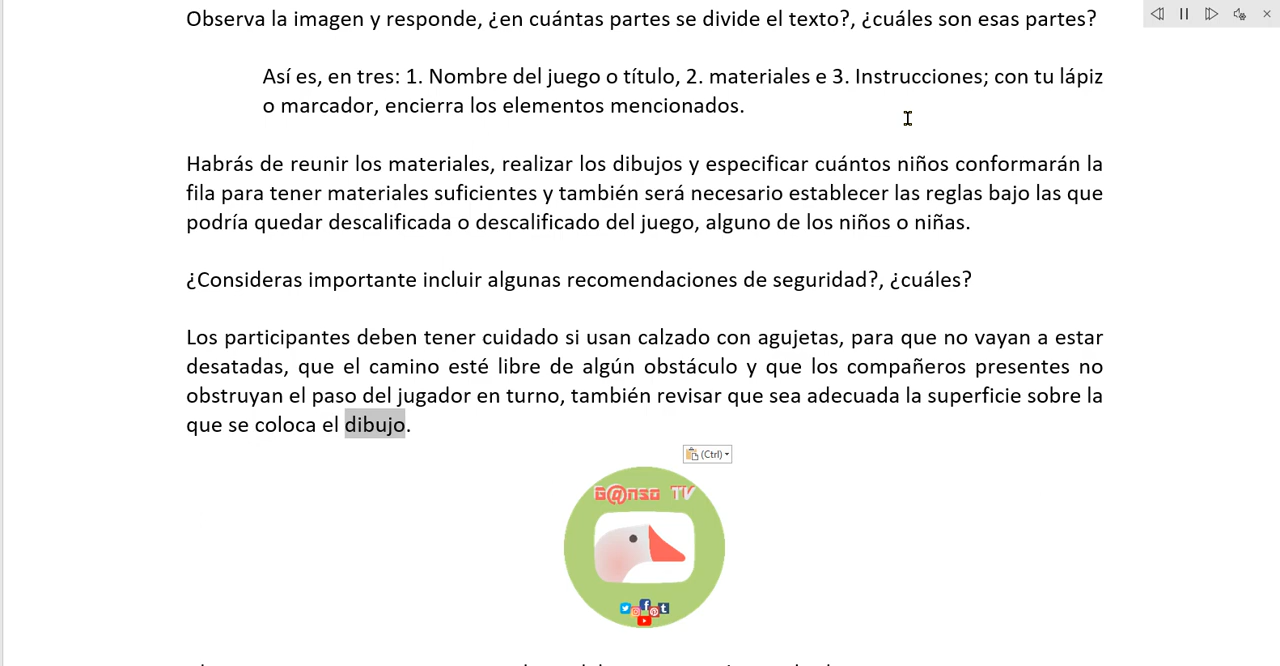 Observa la imagen y responde, ¿en cuántas partes se divide el texto?, ¿cuáles son esas partes?
Así es, en tres: 1. Nombre del juego o título, 2. materiales e 3. Instrucciones; con tu lápiz
o marcador, encierra los elementos mencionados.
Habrás de reunir los materiales, realizar los dibujos y especificar cuántos niños conformarán la
fila para tener materiales suficientes y también será necesario establecer las reglas bajo las que
podría quedar descalificada o descalificado del juego, alguno de los niños o niñas.
¿Consideras importante incluir algunas recomendaciones de seguridad?, ¿cuáles?
Los participantes deben tener cuidado si usan calzado con agujetas, para que no vayan a estar
desatadas, que el camino esté libre de algún obstáculo y que los compañeros presentes no
obstruyan el paso del jugador en turno, también revisar que sea adecuada la superficie sobre la
que se coloca el dibujo.
(Ctrl)
G@nso TV